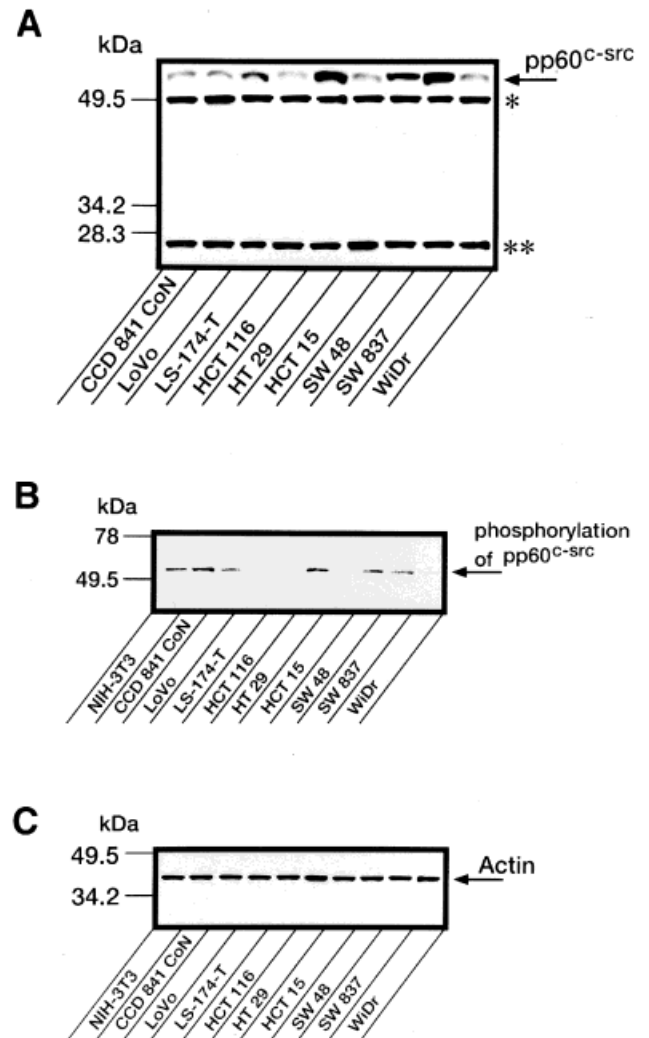 A
kDa
pp60c-src
49.5
*
34.2
28.3
**
CCD 841 CoN
LoVo
LS-174-T
HCT 116
HT 29
HCT 15
SW 48
SW 837
WiDr
B
kDa
78
phosphorylation
of pp60c-src
49.5
NIH-3T3
CCD 841 CoN
LoVo
LS-174-T
HCT 116
HT 29
HCT 15
SW 48
SW 837
WiDr
C
kDa
49.5
Actin
34.2
NIH-3T3
CCD 841 CoN
LoVo
LS-174-T
HCT 116
HT 29
HCT 15
SW 48
SW 837
WiDr